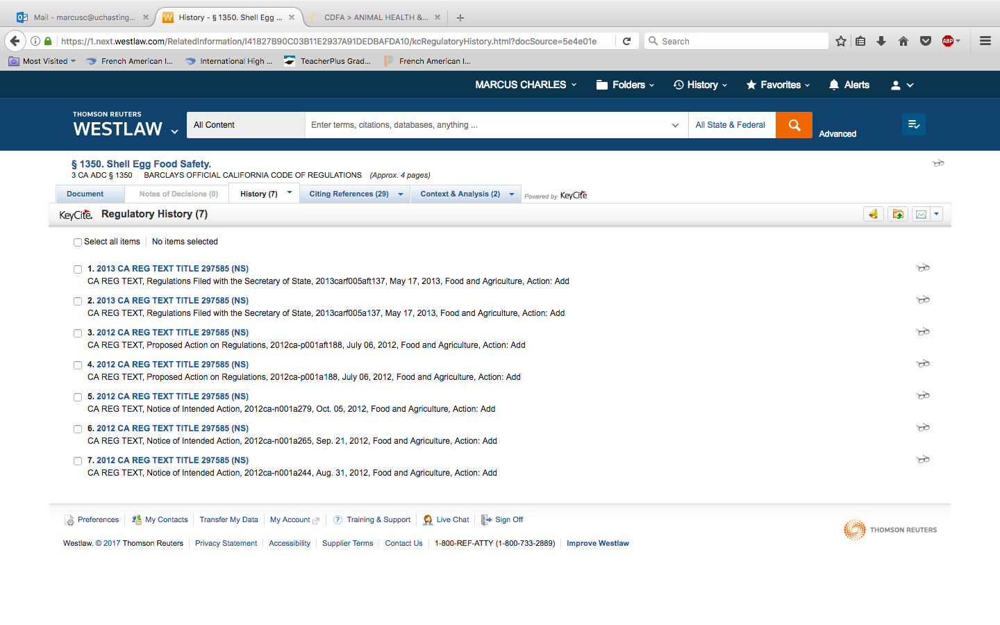 Mail - marcusc@uchasting...
History - § 1350. Shell Egg ...
CDFA > ANIMAL HEALTH &...
https://1.next.westlaw.com/RelatedInformation/I41827B90C03B11E2937A91DEDBAFDA10/kcRegulatoryHistory.html?docSource=5e4e01e
Search
ABP
Most Visited
French American I...
International High ...
TeacherPlus Grad...
French American I...
MARCUS CHARLES
Folders
History
Favorites
Alerts
THOMSON REUTERS
WESTLAW
All Content
Enter terms, citations, databases, anything ...
All State & Federal
Advanced
§ 1350. Shell Egg Food Safety.
3 CA ADC § 1350 BARCLAYS OFFICIAL CALIFORNIA CODE OF REGULATIONS (Approx. 4 pages)
Document
Notes of Decisions (0)
History (7)
Citing References (29)
Context & Analysis (2)
Powered by KeyCite
KeyCite. Regulatory History (7)
Select all items No items selected
1. 2013 CA REG TEXT TITLE 297585 (NS)
CA REG TEXT, Regulations Filed with the Secretary of State, 2013carf005aft137, May 17, 2013, Food and Agriculture, Action: Add
2. 2013 CA REG TEXT TITLE 297585 (NS)
CA REG TEXT, Regulations Filed with the Secretary of State, 2013carf005a137, May 17, 2013, Food and Agriculture, Action: Add
3. 2012 CA REG TEXT TITLE 297585 (NS)
CA REG TEXT, Proposed Action on Regulations, 2012ca-p001aft188, July 06, 2012, Food and Agriculture, Action: Add
4. 2012 CA REG TEXT TITLE 297585 (NS)
CA REG TEXT, Proposed Action on Regulations, 2012ca-p001a188, July 06, 2012, Food and Agriculture, Action: Add
5. 2012 CA REG TEXT TITLE 297585 (NS)
CA REG TEXT, Notice of Intended Action, 2012ca-n001a279, Oct. 05, 2012, Food and Agriculture, Action: Add
6. 2012 CA REG TEXT TITLE 297585 (NS)
CA REG TEXT, Notice of Intended Action, 2012ca-n001a265, Sep. 21, 2012, Food and Agriculture, Action: Add
7. 2012 CA REG TEXT TITLE 297585 (NS)
CA REG TEXT, Notice of Intended Action, 2012ca-n001a244, Aug. 31, 2012, Food and Agriculture, Action: Add
Preferences My Contacts Transfer My Data My Account Training & Support Live Chat Sign Off
THOMSON REUTERS
Westlaw. © 2017 Thomson Reuters Privacy Statement Accessibility Supplier Terms Contact Us 1-800-REF-ATTY (1-800-733-2889) Improve Westlaw